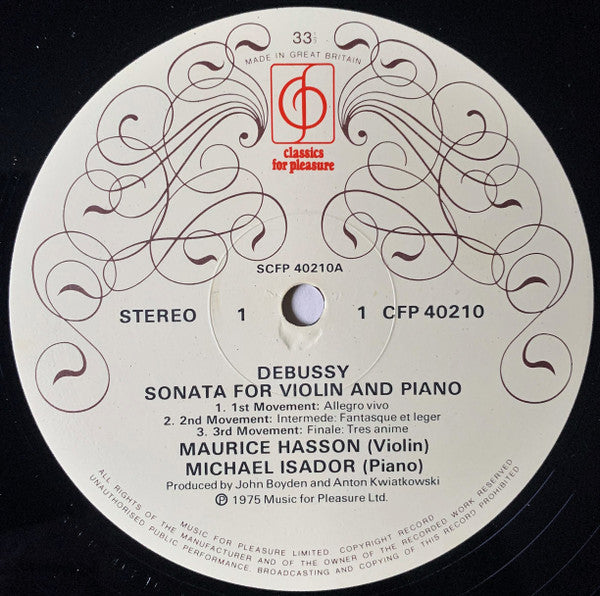 33⅓
MADE IN GREAT BRITAIN
classics
for pleasure
SCFP 40210A
STEREO 1 1 CFP 40210
DEBUSSY
SONATA FOR VIOLIN AND PIANO
1. 1st Movement: Allegro vivo
2. 2nd Movement: Intermede: Fantasque et leger
3. 3rd Movement: Finale: Tres anime
MAURICE HASSON (Violin)
MICHAEL ISADOR (Piano)
Produced by John Boyden and Anton Kwiatkowski
℗ 1975 Music for Pleasure Ltd.
ALL RIGHTS OF THE MANUFACTURER AND OF THE OWNER OF THE RECORDED WORK RESERVED
UNAUTHORISED PUBLIC PERFORMANCE, BROADCASTING AND COPYING OF THIS RECORD PROHIBITED
MUSIC FOR PLEASURE LIMITED. COPYRIGHT RECORD